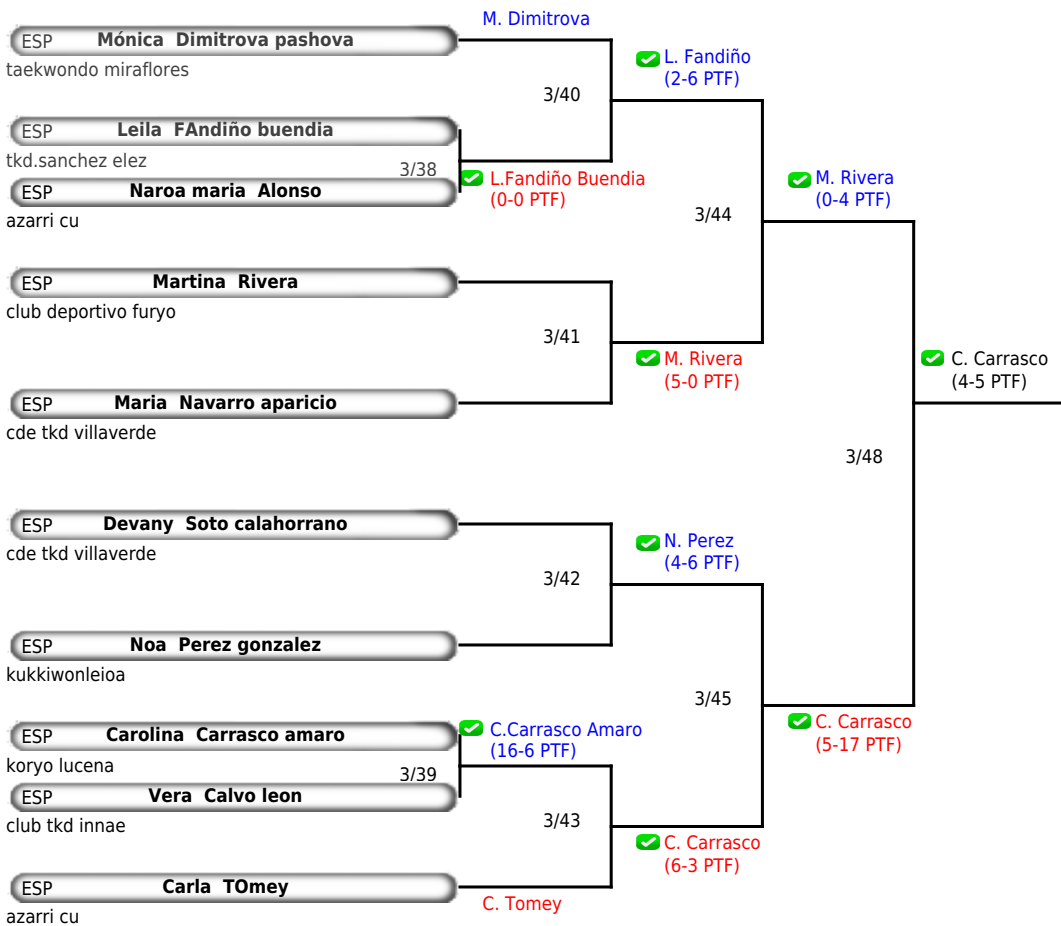 M. Dimitrova
ESP Mónica Dimitrova pashova
taekwondo miraflores
L. Fandiño
(2-6 PTF)
3/40
ESP Leila FAndiño buendia
tkd.sanchez elez
3/38
L.Fandiño Buendia
(0-0 PTF)
ESP Naroa maria Alonso
azarri cu
M. Rivera
(0-4 PTF)
3/44
ESP Martina Rivera
club deportivo furyo
3/41
M. Rivera
(5-0 PTF)
ESP Maria Navarro aparicio
cde tkd villaverde
C. Carrasco
(4-5 PTF)
3/48
ESP Devany Soto calahorrano
cde tkd villaverde
N. Perez
(4-6 PTF)
3/42
ESP Noa Perez gonzalez
kukkiwonleioa
3/45
ESP Carolina Carrasco amaro
koryo lucena
C.Carrasco Amaro
(16-6 PTF)
3/39
C. Carrasco
(5-17 PTF)
ESP Vera Calvo leon
club tkd innae
3/43
C. Carrasco
(6-3 PTF)
ESP Carla TOmey
azarri cu
C. Tomey